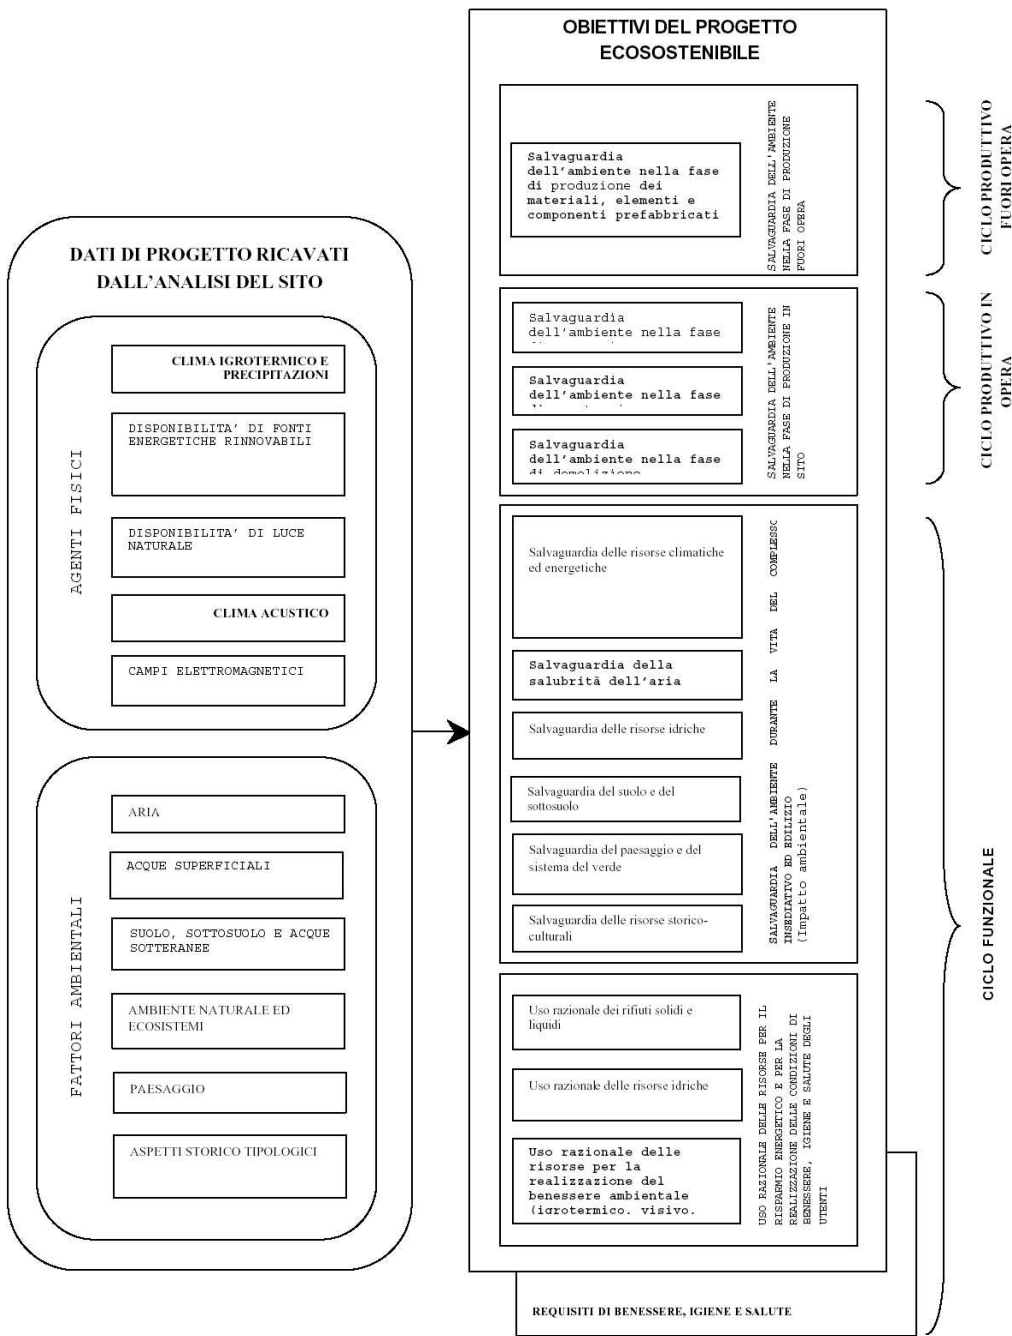 DATI DI PROGETTO RICAVATI
DALL'ANALISI DEL SITO
AGENTI FISICI
CLIMA IGROTERMICO E
PRECIPITAZIONI
DISPONIBILITA' DI FONTI
ENERGETICHE RINNOVABILI
DISPONIBILITA' DI LUCE
NATURALE
CLIMA ACUSTICO
CAMPI ELETTROMAGNETICI
FATTORI AMBIENTALI
ARIA
ACQUE SUPERFICIALI
SUOLO, SOTTOSUOLO E ACQUE
SOTTERANEE
AMBIENTE NATURALE ED
ECOSISTEMI
PAESAGGIO
ASPETTI STORICO TIPOLOGICI
OBIETTIVI DEL PROGETTO
ECOSOSTENIBILE
Salvaguardia
dell'ambiente nella fase
di produzione dei
materiali, elementi e
componenti prefabbricati
SALVAGUARDIA DELL'AMBIENTE
NELLA FASE DI PRODUZIONE
FUORI OPERA
CICLO PRODUTTIVO
FUORI OPERA
Salvaguardia
dell'ambiente nella fase
Salvaguardia
dell'ambiente nella fase
Salvaguardia
dell'ambiente nella fase
di demolizione
SALVAGUARDIA DELL'AMBIENTE
NELLA FASE DI PRODUZIONE IN
SITO
CICLO PRODUTTIVO IN
OPERA
Salvaguardia delle risorse climatiche
ed energetiche
Salvaguardia della
salubrità dell'aria
Salvaguardia delle risorse idriche
Salvaguardia del suolo e del
sottosuolo
Salvaguardia del paesaggio e del
sistema del verde
Salvaguardia delle risorse storico-
culturali
SALVAGUARDIA DELL'AMBIENTE DURANTE LA VITA DEL COMPLESSO
INSEDIATIVO ED EDILIZIO
(Impatto ambientale)
Uso razionale dei rifiuti solidi e
liquidi
Uso razionale delle risorse idriche
Uso razionale delle
risorse per la
realizzazione del
benessere ambientale
(igrotermico, visivo,
USO RAZIONALE DELLE RISORSE PER IL
RISPARMIO ENERGETICO E PER LA
REALIZZAZIONE DELLE CONDIZIONI DI
BENESSERE, IGIENE E SALUTE DEGLI
UTENTI
CICLO FUNZIONALE
REQUISITI DI BENESSERE, IGIENE E SALUTE